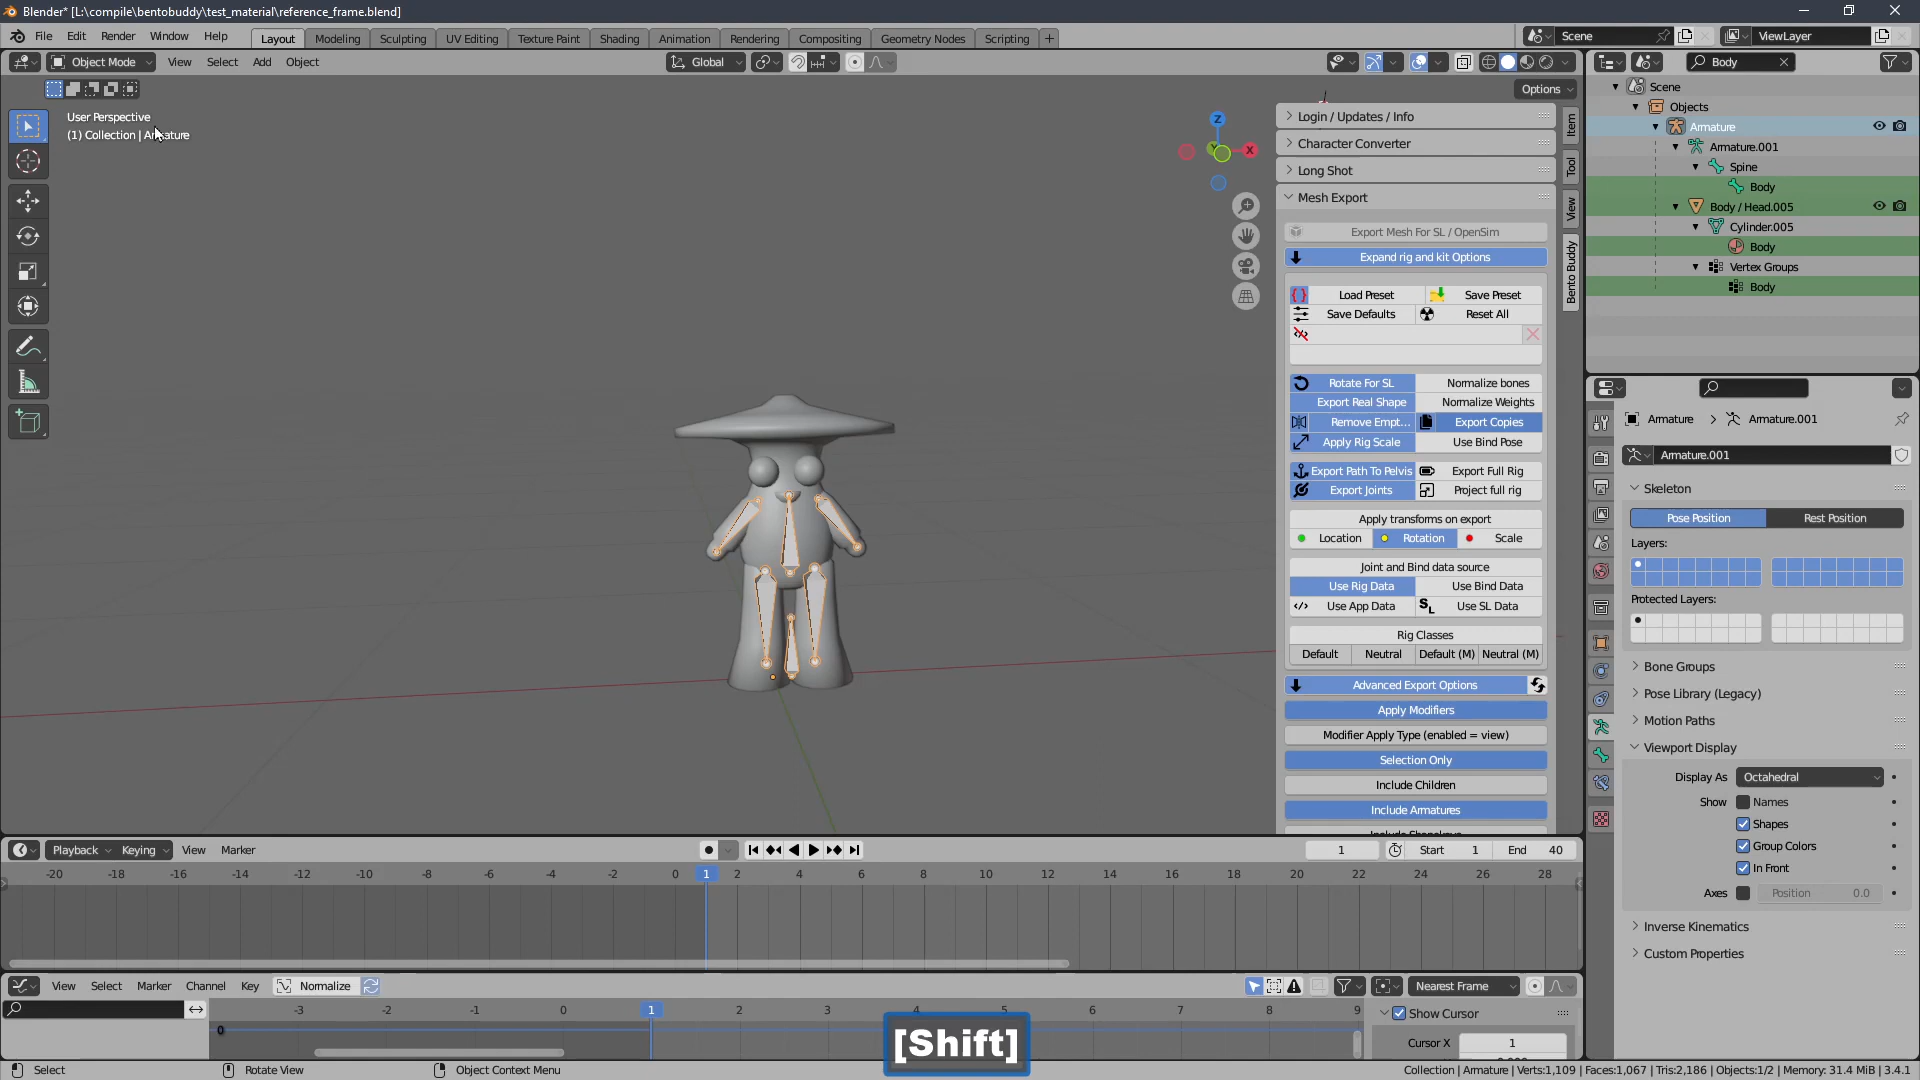 Blender* [L:\compile\bentobuddy\test_material\reference_frame.blend]
File Edit Render Window Help Layout Modeling Sculpting UV Editing Texture Paint Shading Animation Rendering Compositing Geometry Nodes Scripting + Scene ViewLayer
Object Mode View Select Add Object Global Body
Options
User Perspective
(1) Collection | Armature
Z
Y
X
Login / Updates / Info
Character Converter
Long Shot
Mesh Export
Export Mesh For SL / OpenSim
Expand rig and kit Options
Load Preset Save Preset
Save Defaults Reset All
Rotate For SL Normalize bones
Export Real Shape Normalize Weights
Remove Empt... Export Copies
Apply Rig Scale Use Bind Pose
Export Path To Pelvis Export Full Rig
Export Joints Project full rig
Apply transforms on export
Location Rotation Scale
Joint and Bind data source
Use Rig Data Use Bind Data
Use App Data SL Use SL Data
Rig Classes
Default Neutral Default (M) Neutral (M)
Advanced Export Options
Apply Modifiers
Modifier Apply Type (enabled = view)
Selection Only
Include Children
Include Armatures
Item
Tool
View
Bento Buddy
Scene
Objects
Armature
Armature.001
Spine
Body
Body / Head.005
Cylinder.005
Body
Vertex Groups
Body
Armature Armature.001
Armature.001
Skeleton
Pose Position Rest Position
Layers:
Protected Layers:
Bone Groups
Pose Library (Legacy)
Motion Paths
Viewport Display
Display As Octahedral
Show Names
Shapes
Group Colors
In Front
Axes Position 0.0
Inverse Kinematics
Custom Properties
Playback Keying View Marker 1 Start 1 End 40
-20 -18 -16 -14 -12 -10 -8 -6 -4 -2 0 1 2 4 6 8 10 12 14 16 18 20 22 24 26 28
View Select Marker Channel Key Normalize Nearest Frame
-3 -2 -1 0 1 2 3 4 5 6 7 8 9
0
Show Cursor
Cursor X 1
[Shift]
Select Rotate View Object Context Menu Collection | Armature | Verts:1,109 | Faces:1,067 | Tris:2,186 | Objects:1/2 | Memory: 31.4 MiB | 3.4.1